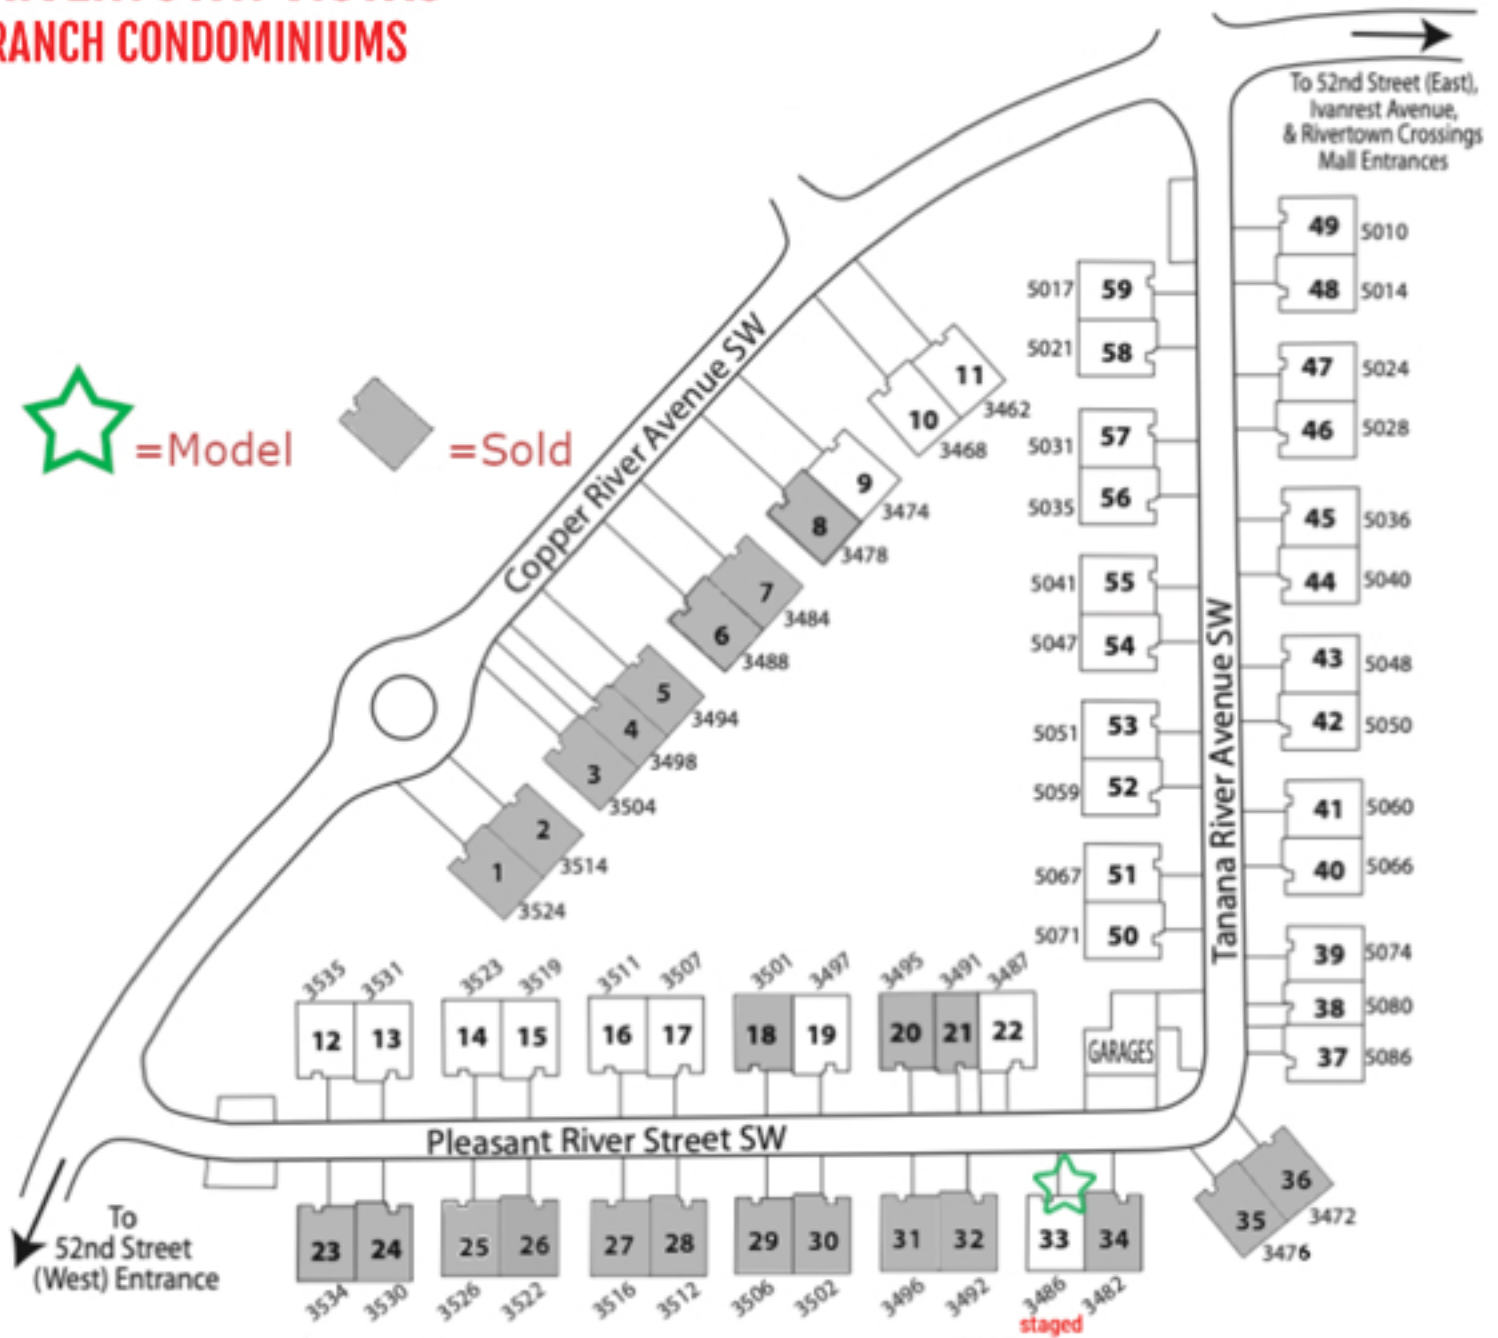 RANCH CONDOMINIUMS
To 52nd Street (East),
Ivanrest Avenue,
& Rivertown Crossings
Mall Entrances
=Model
=Sold
Copper River Avenue SW
11
3462
10
3468
9
3474
8
3478
7
3484
6
3488
5
3494
4
3498
3
3504
2
3514
1
3524
5017 59
5021 58
5031 57
5035 56
5041 55
5047 54
5051 53
5059 52
5067 51
5071 50
Tanana River Avenue SW
49 5010
48 5014
47 5024
46 5028
45 5036
44 5040
43 5048
42 5050
41 5060
40 5066
39 5074
38 5080
37 5086
3535 3531 3523 3519 3511 3507 3501 3497 3495 3491 3487
12 13 14 15 16 17 18 19 20 21 22
GARAGES
Pleasant River Street SW
23 24 25 26 27 28 29 30 31 32 33 34
3534 3530 3526 3522 3516 3512 3506 3502 3496 3492 3486 3482
staged
36
3472
35
3476
To
52nd Street
(West) Entrance